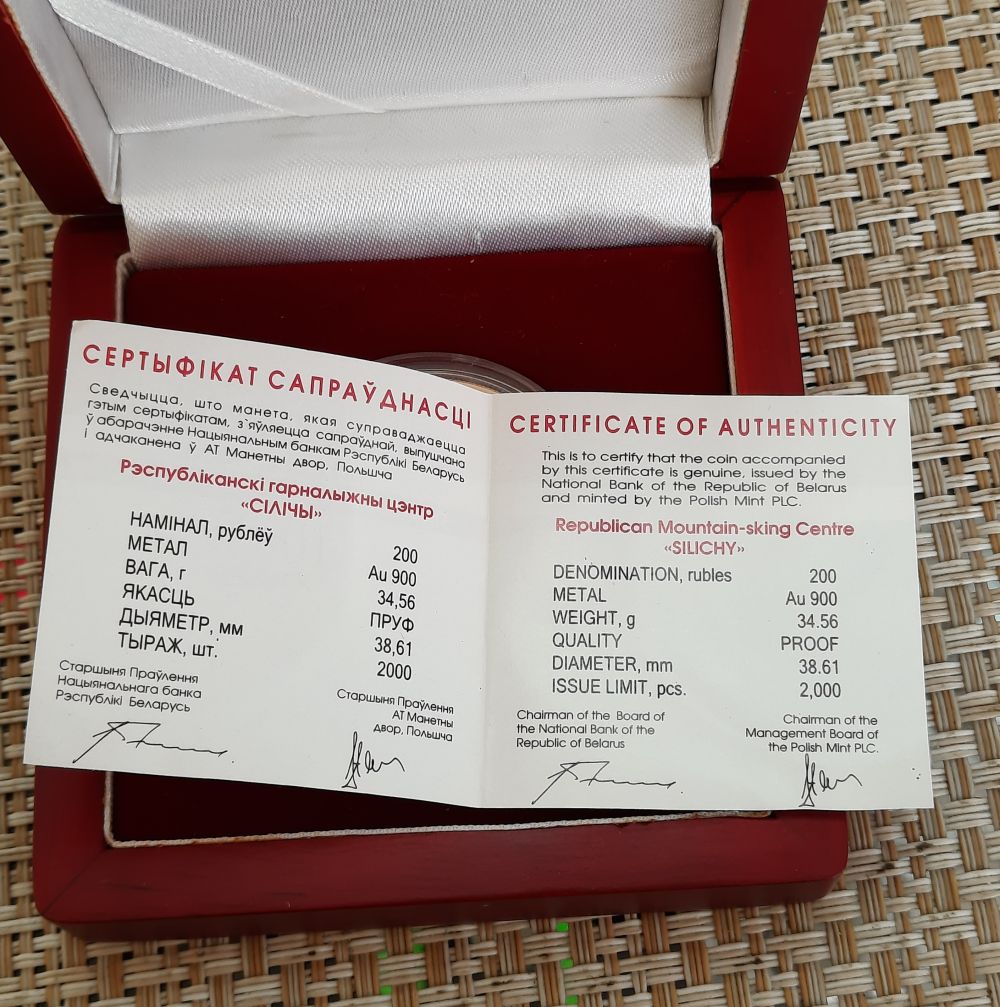 СЕРТЫФІКАТ САПРАЎДНАСЦІ
Сведчыцца, што манета, якая суправаджаецца
гэтым сертыфікатам, з`яўляецца сапраўднай, выпушчана
ў абарачэнне Нацыянальным банкам Рэспублікі Беларусь
і адчаканена ў АТ Манетны двор, Польшча
Рэспубліканскі гарналыжны цэнтр
«СІЛІЧЫ»
НАМІНАЛ, рублёў 200
МЕТАЛ Au 900
ВАГА, г 34,56
ЯКАСЦЬ ПРУФ
ДЫЯМЕТР, мм 38,61
ТЫРАЖ, шт. 2000
Старшыня Праўлення
Нацыянальнага банка
Рэспублікі Беларусь
Старшыня Праўлення
АТ Манетны
двор, Польшча
CERTIFICATE OF AUTHENTICITY
This is to certify that the coin accompanied
by this certificate is genuine, issued by the
National Bank of the Republic of Belarus
and minted by the Polish Mint PLC.
Republican Mountain-sking Centre
«SILICHY»
DENOMINATION, rubles 200
METAL Au 900
WEIGHT, g 34.56
QUALITY PROOF
DIAMETER, mm 38.61
ISSUE LIMIT, pcs. 2,000
Chairman of the Board of
the National Bank of the
Republic of Belarus
Chairman of the
Management Board of
the Polish Mint PLC.